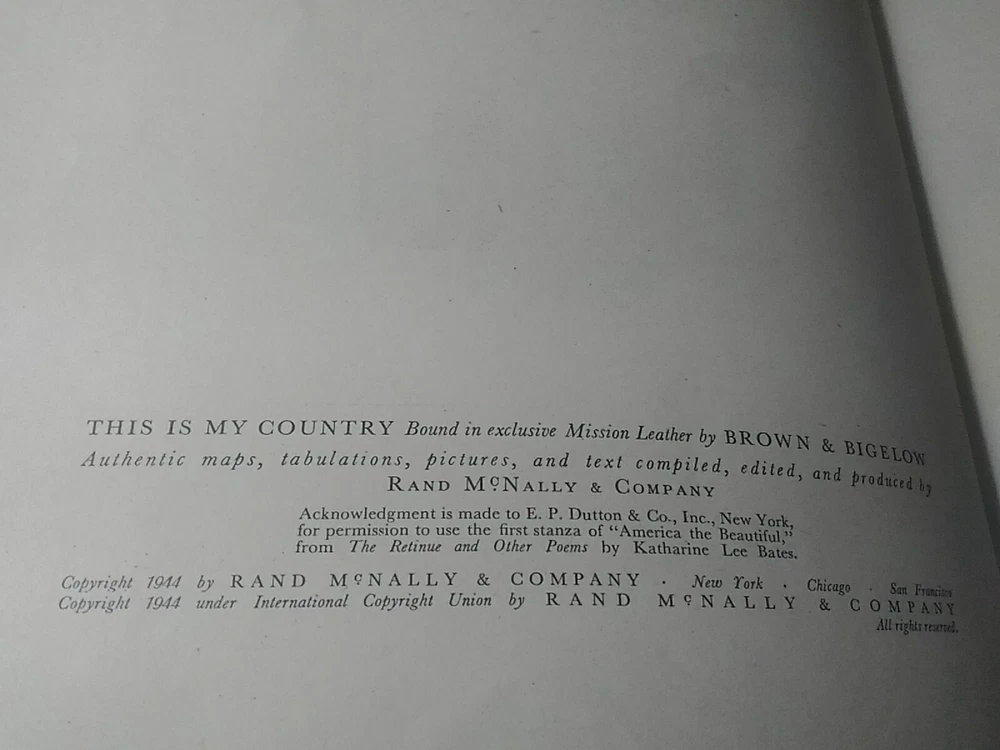 THIS IS MY COUNTRY Bound in exclusive Mission Leather by BROWN & BIGELOW
Authentic maps, tabulations, pictures, and text compiled, edited, and produced by
RAND McNALLY & COMPANY
Acknowledgment is made to E. P. Dutton & Co., Inc., New York,
for permission to use the first stanza of “America the Beautiful,”
from The Retinue and Other Poems by Katharine Lee Bates.
Copyright 1944 by RAND McNALLY & COMPANY · New York · Chicago · San Francisco
Copyright 1944 under International Copyright Union by RAND McNALLY & COMPANY
All rights reserved.